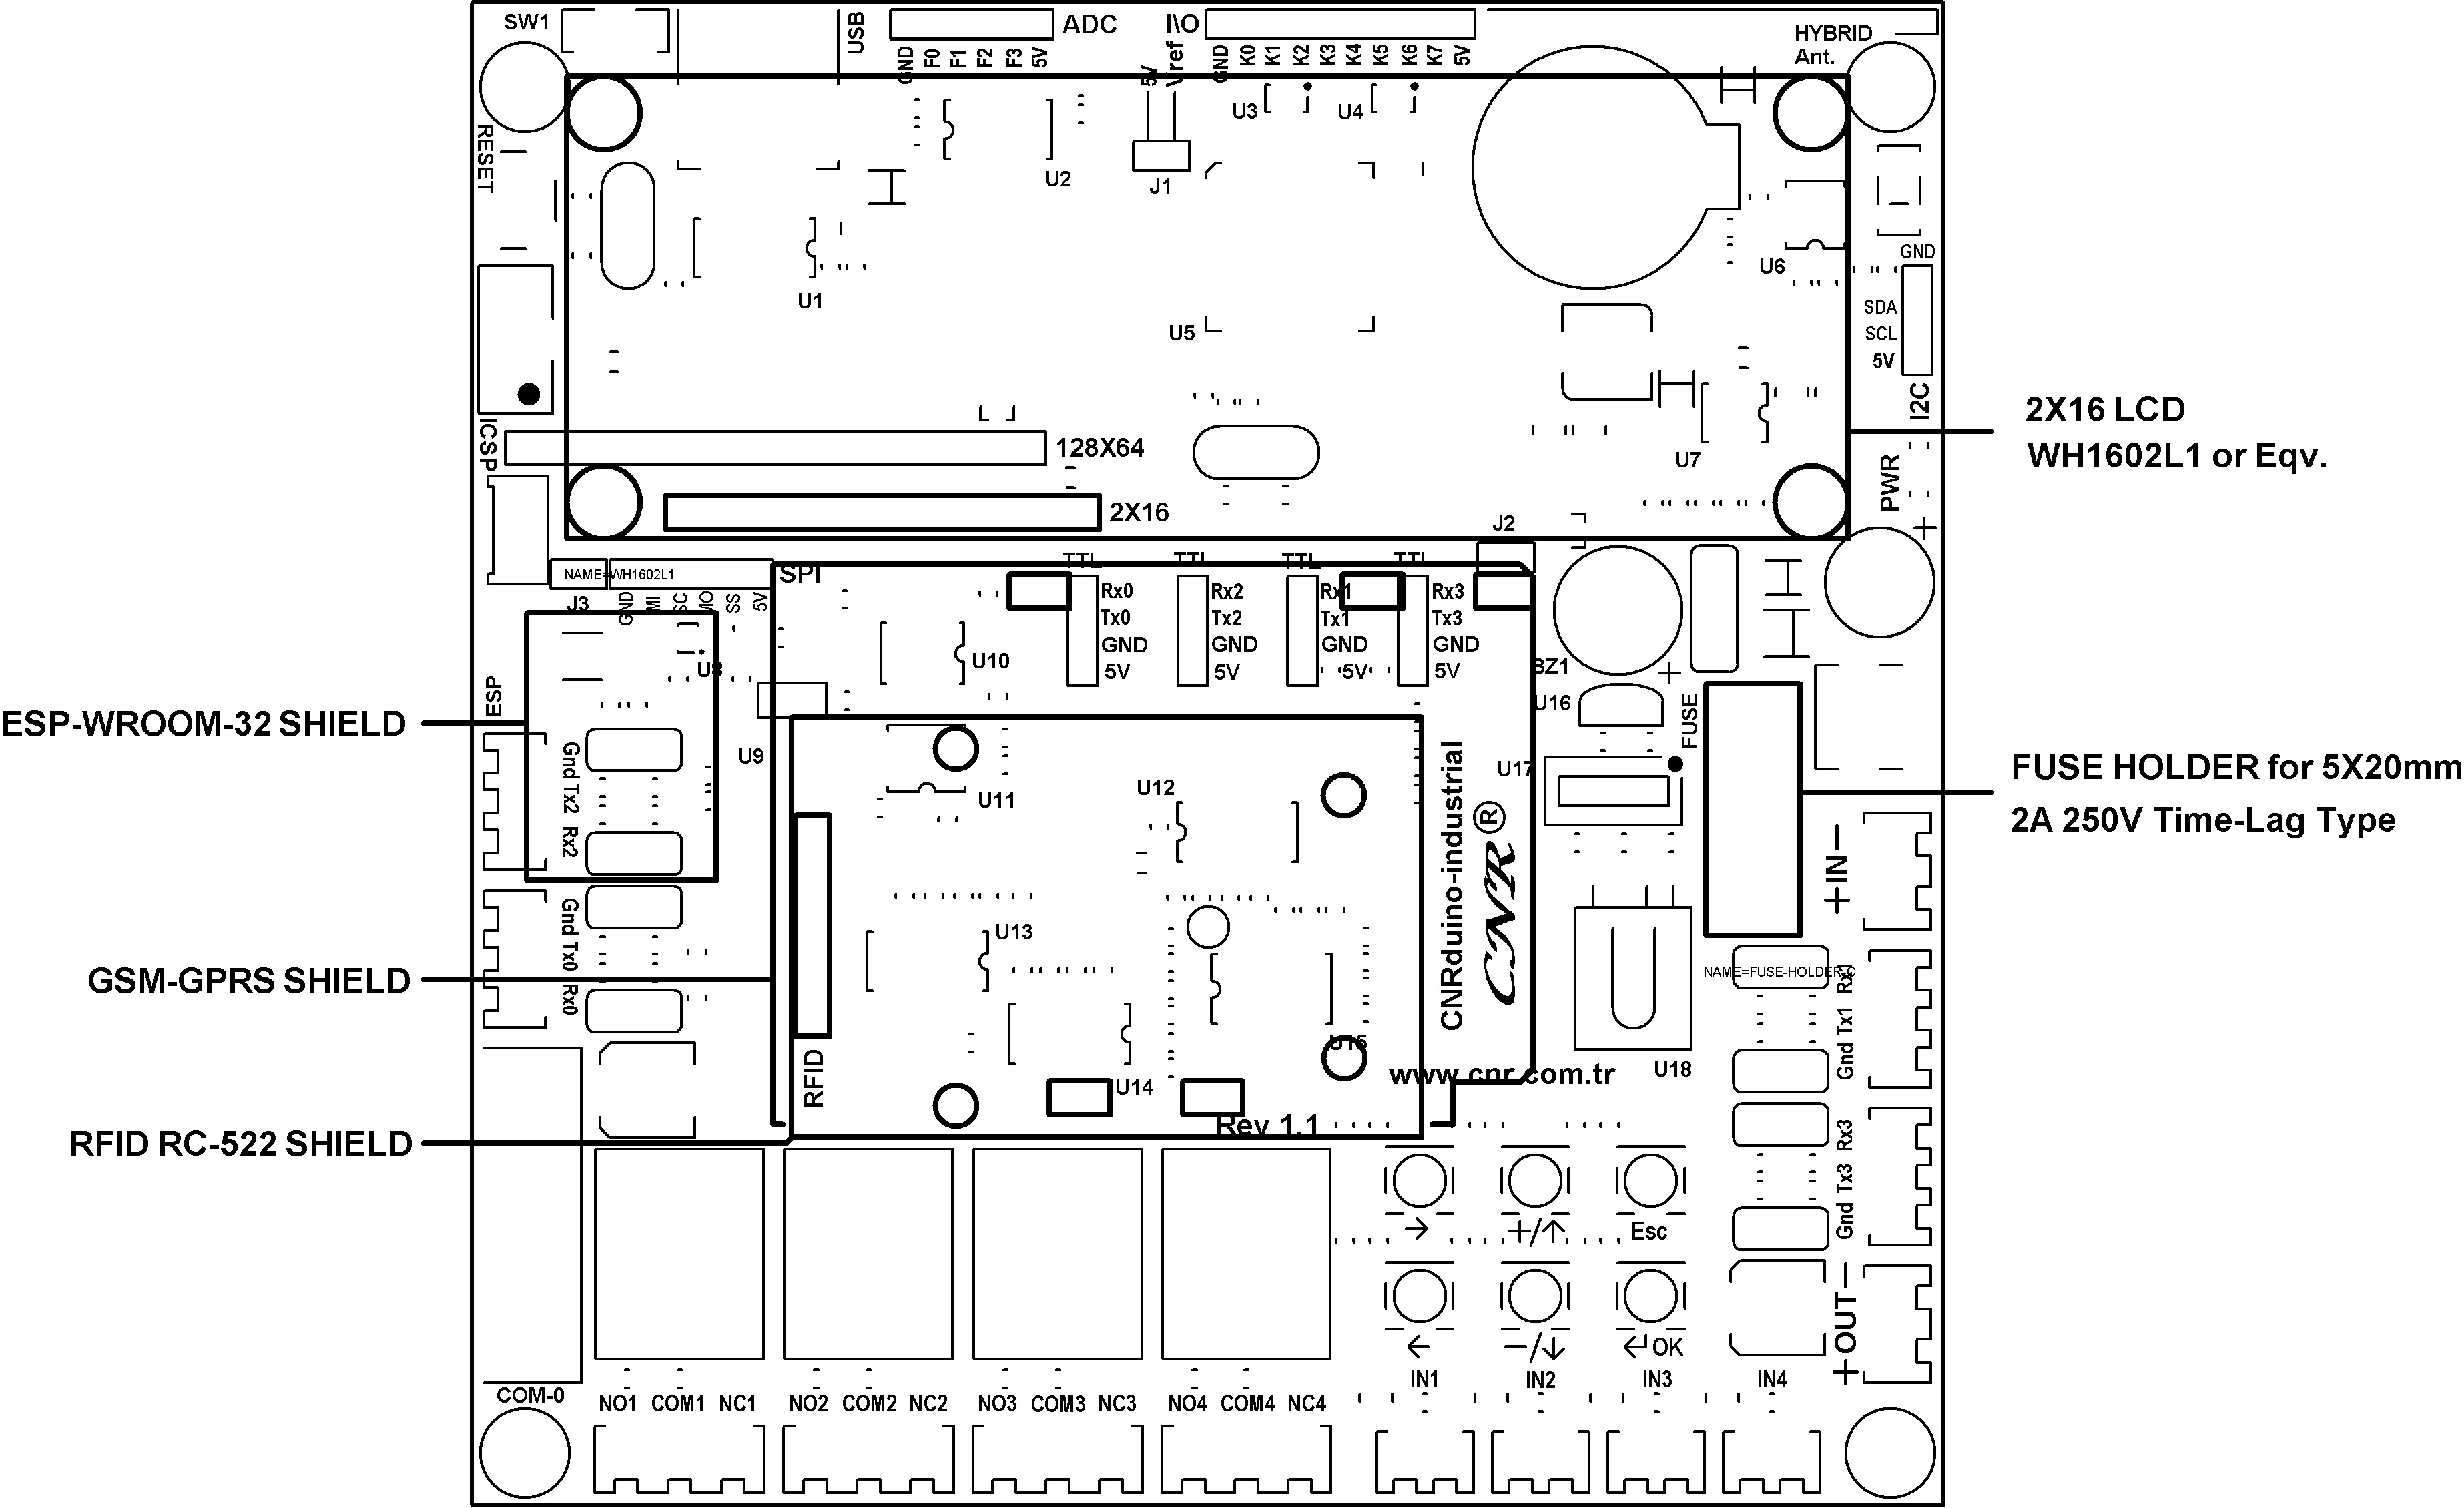 SW1
USB
ADC
I\O
HYBRID
Ant.
GND F0 F1 F2 F3 5V
5V Vref
GND K0 K1 K2 K3 K4 K5 K6 K7 5V
RESET
U3
U4
U2
J1
U1
U5
U6
GND
SDA
SCL
5V
I2C
2X16 LCD
WH1602L1 or Eqv.
ICSP
128X64
U7
PWR
+
2X16
J2
NAME=WH1602L1
SPI
TTL TTL TTL TTL
J3
GND MI SC MO SS 5V
Rx0 Rx2 Rx1 Rx3
Tx0 Tx2 Tx1 Tx3
GND GND GND GND
5V 5V 5V 5V
U8
U10
BZ1
+
ESP
U16
FUSE
ESP-WROOM-32 SHIELD
U9
Gnd Tx2 Rx2
U11
U12
U17
FUSE HOLDER for 5X20mm
2A 250V Time-Lag Type
CNRduino-industrial
CNR®
+IN−
Gnd Tx0 Rx0
U13
NAME=FUSE-HOLDER-C
GSM-GPRS SHIELD
Gnd Tx1 Rx1
U15
RFID
U14
www.cnr.com.tr
U18
Rev 1.1
RFID RC-522 SHIELD
Gnd Tx3 Rx3
→ +/↑ Esc
← −/↓ ↵ OK
+OUT−
COM-0
IN1 IN2 IN3 IN4
NO1 COM1 NC1 NO2 COM2 NC2 NO3 COM3 NC3 NO4 COM4 NC4